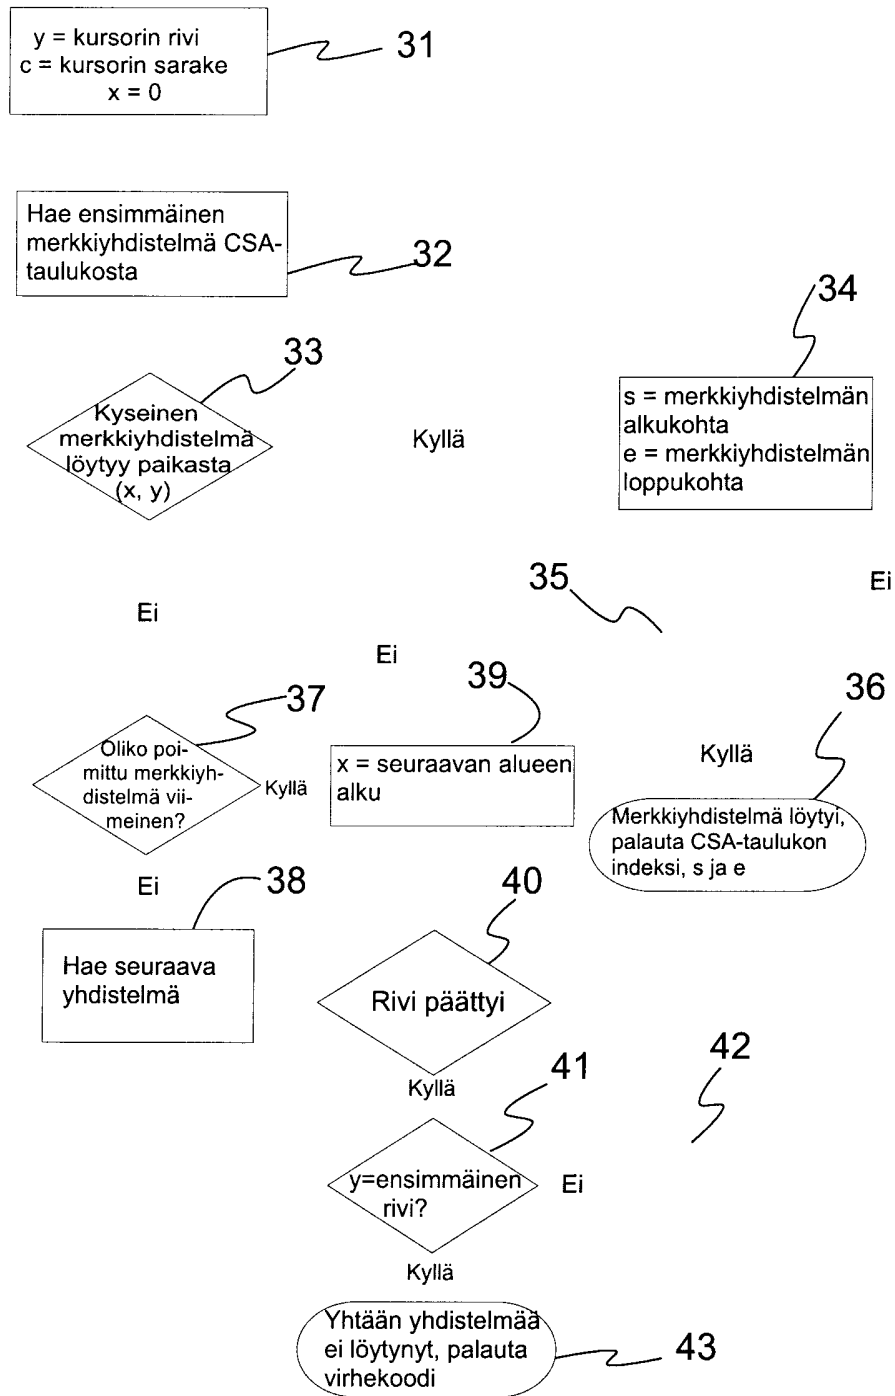 y = kursorin rivi
c = kursorin sarake
x = 0
31
Hae ensimmäinen
merkkiyhdistelmä CSA-
taulukosta
32
33
Kyseinen
merkkiyhdistelmä
löytyy paikasta
(x, y)
Kyllä
34
s = merkkiyhdistelmän
alkukohta
e = merkkiyhdistelmän
loppukohta
Ei
35
Ei
Ei
37
Oliko poi-
mittu merkkiyh-
distelmä vii-
meinen?
Kyllä
39
x = seuraavan alueen
alku
36
Kyllä
Merkkiyhdistelmä löytyi,
palauta CSA-taulukon
indeksi, s ja e
Ei
38
Hae seuraava
yhdistelmä
40
Rivi päättyi
Kyllä
41
42
y=ensimmäinen
rivi?
Ei
Kyllä
Yhtään yhdistelmää
ei löytynyt, palauta
virhekoodi
43